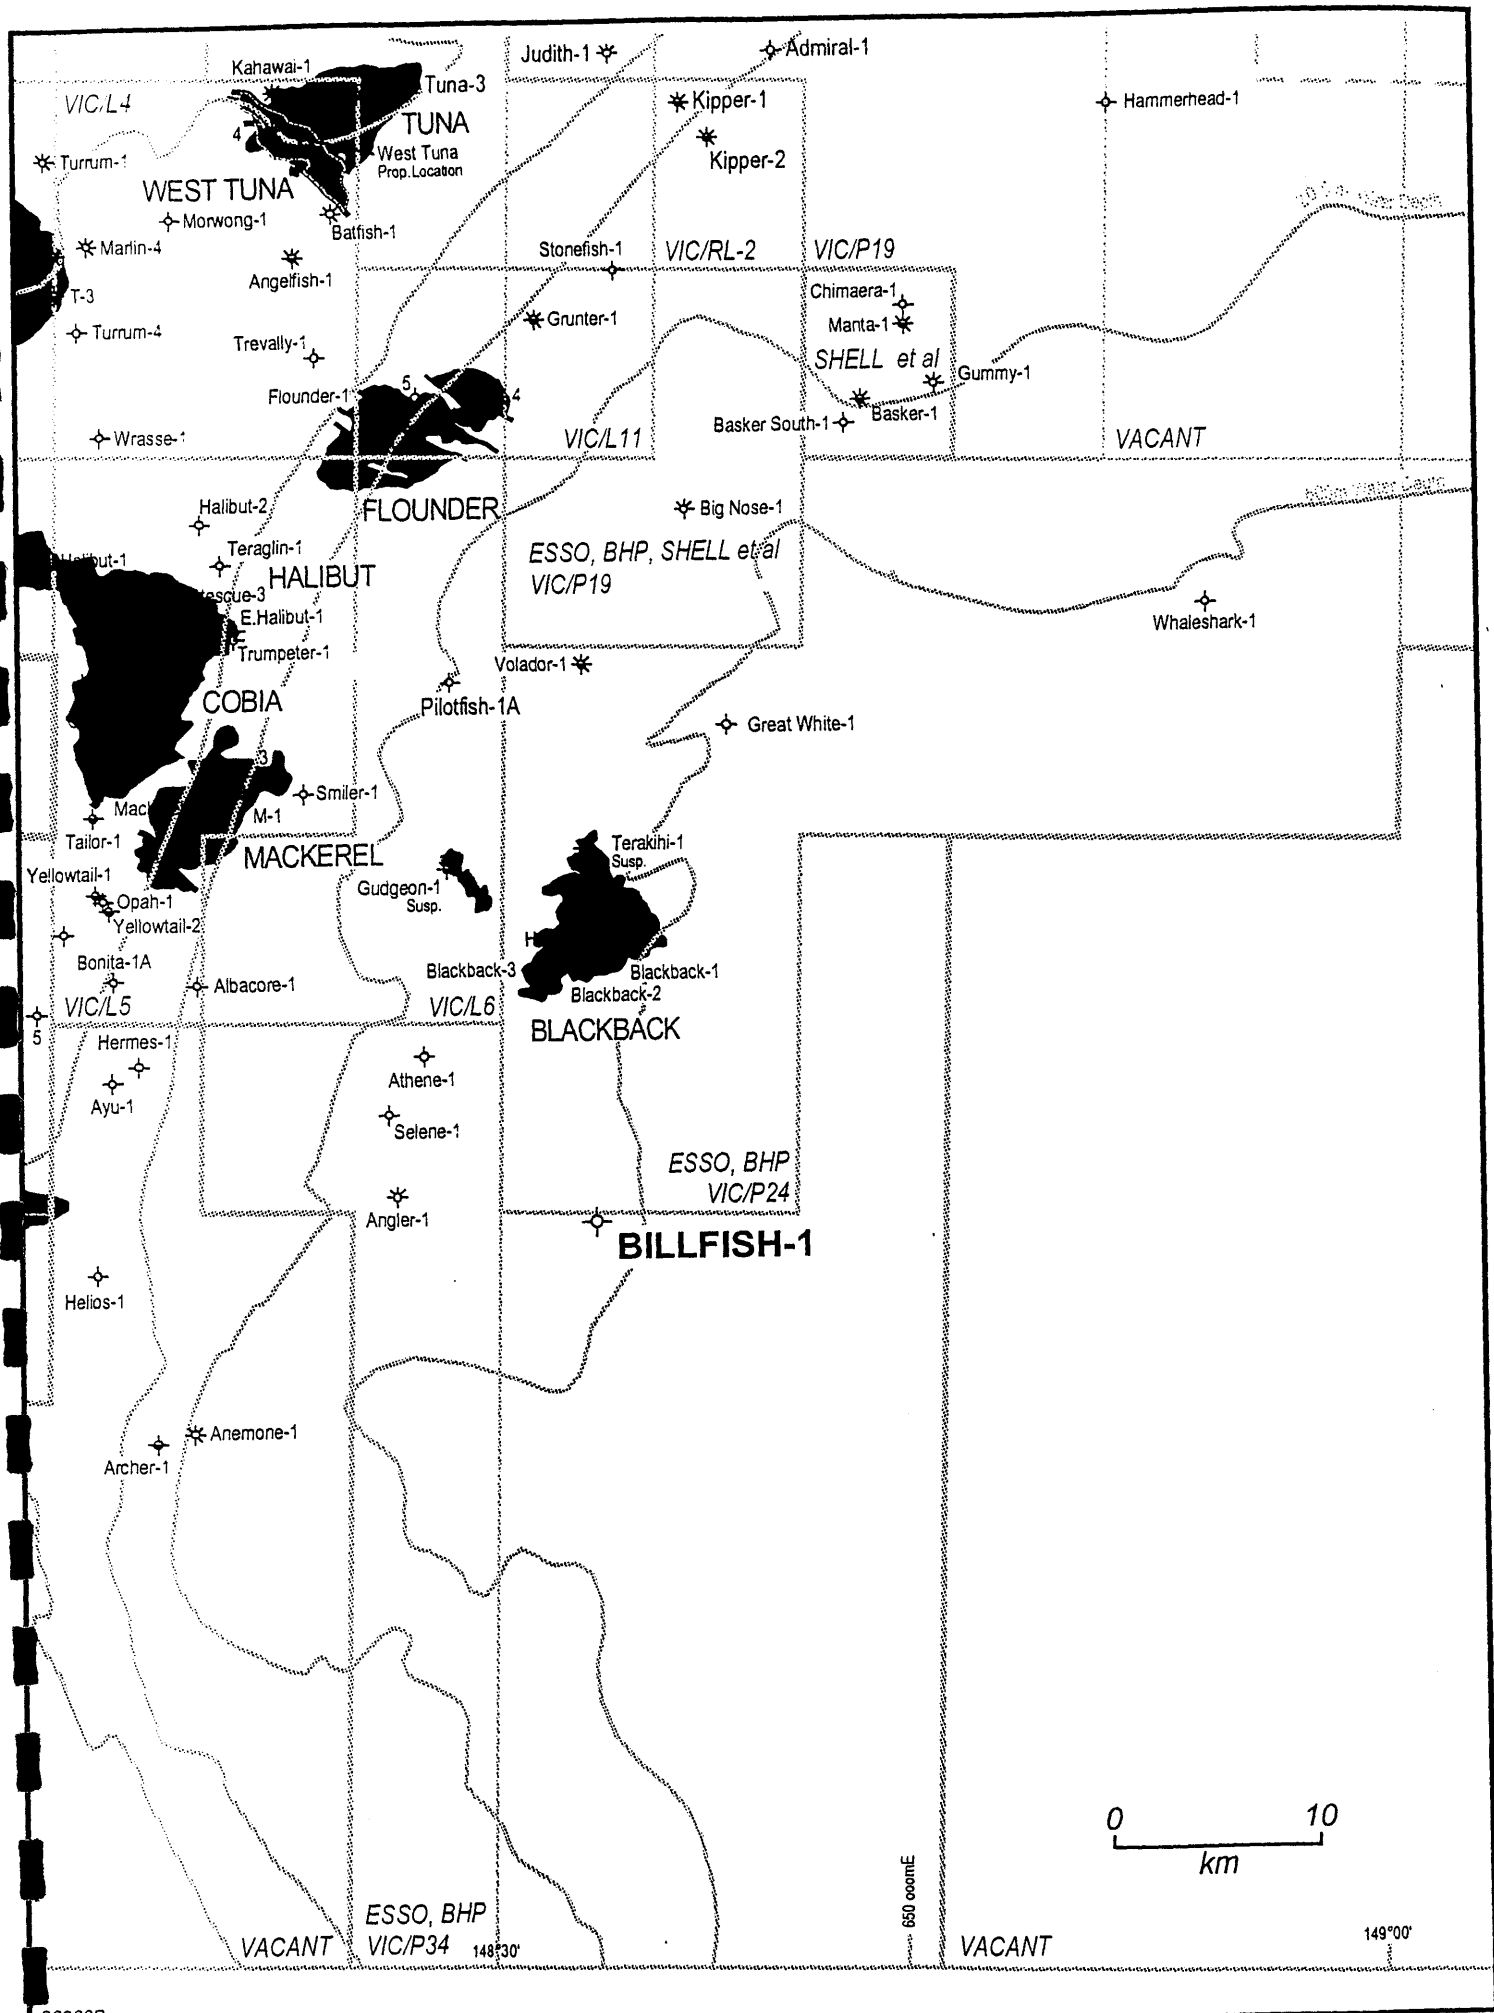 Judith-1
Admiral-1
Kahawai-1
Tuna-3
VIC/L4
TUNA
4
West Tuna
Prop.Location
Kipper-1
Kipper-2
Hammerhead-1
Turrum-1
WEST TUNA
Morwong-1
Batfish-1
Marlin-4
Angelfish-1
Stonefish-1
VIC/RL-2
VIC/P19
T-3
Chimaera-1
Grunter-1
Manta-1
Turrum-4
Trevally-1
SHELL et al
Gummy-1
Flounder-1
5
4
Basker-1
Basker South-1
Wrasse-1
VIC/L11
VACANT
Halibut-2
FLOUNDER
Big Nose-1
Teraglin-1
HALIBUT
ESSO, BHP, SHELL et al
VIC/P19
E.Halibut-1
Trumpeter-1
Whaleshark-1
Volador-1
COBIA
Pilotfish-1A
Great White-1
3
Smiler-1
M-1
Tailor-1
MACKEREL
Terakihi-1
Susp.
Yellowtail-1
Gudgeon-1
Susp.
Opah-1
Yellowtail-2
Bonita-1A
Blackback-3
Blackback-1
Albacore-1
Blackback-2
VIC/L5
VIC/L6
5
BLACKBACK
Hermes-1
Athene-1
Ayu-1
Selene-1
ESSO, BHP
VIC/P24
Angler-1
BILLFISH-1
Helios-1
Anemone-1
Archer-1
0 10
km
650 000mE
ESSO, BHP
VIC/P34
VACANT
148°30'
VACANT
149°00'